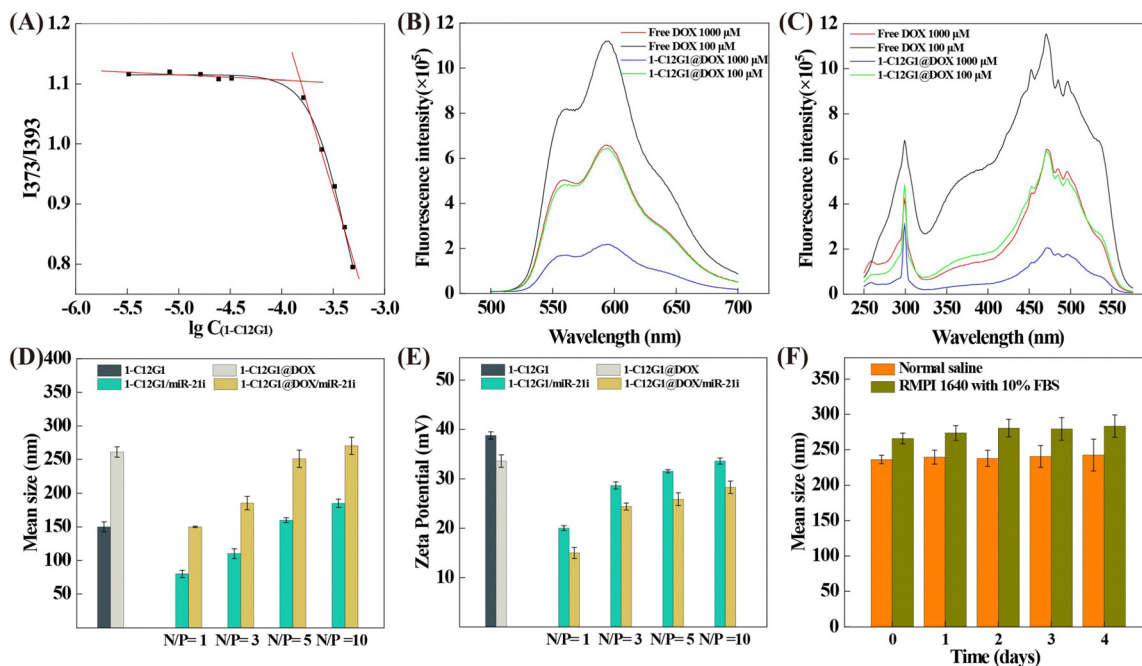 (A)
1.2
1.1
1.0
0.9
0.8
I373/I393
-6.0 -5.5 -5.0 -4.5 -4.0 -3.5 -3.0
lg C(1-C12G1)
(B)
12
10
8
6
4
2
0
Fluorescence intensity(×10⁵)
Free DOX 1000 μM
Free DOX 100 μM
1-C12G1@DOX 1000 μM
1-C12G1@DOX 100 μM
500 550 600 650 700
Wavelength (nm)
(C)
12
10
8
6
4
2
0
Fluorescence intensity(×10⁵)
Free DOX 1000 μM
Free DOX 100 μM
1-C12G1@DOX 1000 μM
1-C12G1@DOX 100 μM
250 300 350 400 450 500 550
Wavelength (nm)
(D)
400
350
300
250
200
150
100
50
Mean size (nm)
1-C12G1 1-C12G1@DOX
1-C12G1/miR-21i 1-C12G1@DOX/miR-21i
N/P= 1 N/P= 3 N/P= 5 N/P =10
(E)
50
40
30
20
10
Zeta Potential (mV)
1-C12G1 1-C12G1@DOX
1-C12G1/miR-21i 1-C12G1@DOX/miR-21i
N/P= 1 N/P= 3 N/P= 5 N/P =10
(F)
350
300
250
200
150
100
50
0
Mean size (nm)
Normal saline
RMPI 1640 with 10% FBS
0 1 2 3 4
Time (days)